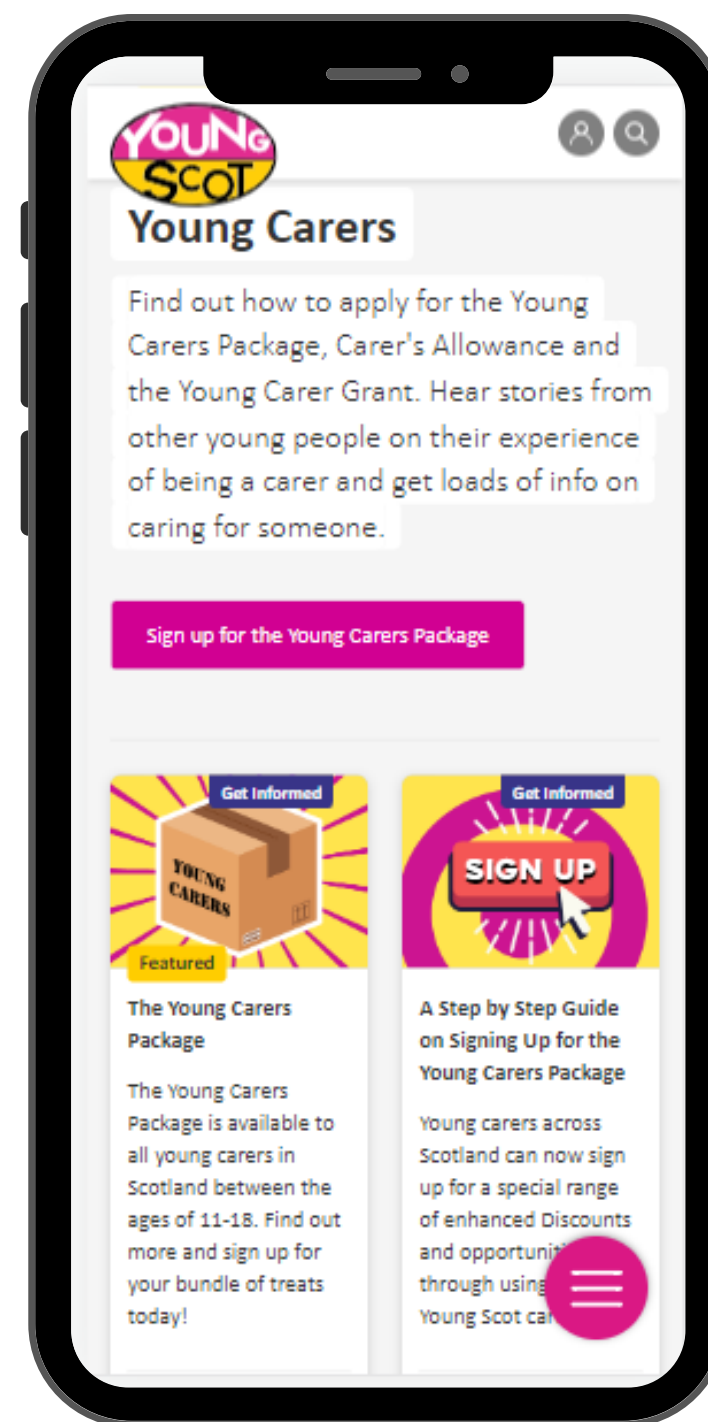 YOUNG
SCOT
Young Carers
Find out how to apply for the Young
Carers Package, Carer's Allowance and
the Young Carer Grant. Hear stories from
other young people on their experience
of being a carer and get loads of info on
caring for someone.
Sign up for the Young Carers Package
Get Informed
YOUNG
CARERS
Featured
The Young Carers
Package
The Young Carers
Package is available to
all young carers in
Scotland between the
ages of 11-18. Find out
more and sign up for
your bundle of treats
today!
Get Informed
SIGN UP
A Step by Step Guide
on Signing Up for the
Young Carers Package
Young carers across
Scotland can now sign
up for a special range
of enhanced Discounts
and
through using
Young Scot